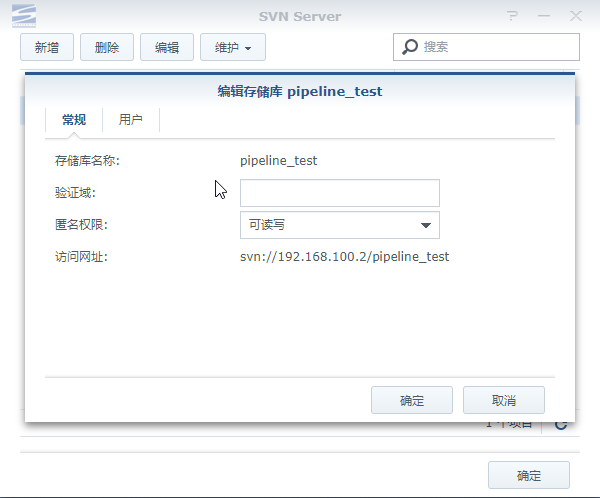 SVN Server
新增 删除 编辑 维护 搜索
编辑存储库 pipeline_test
常规 用户
存储库名称: pipeline_test
验证域:
匿名权限: 可读写
访问网址: svn://192.168.100.2/pipeline_test
确定 取消
1 个项目
确定